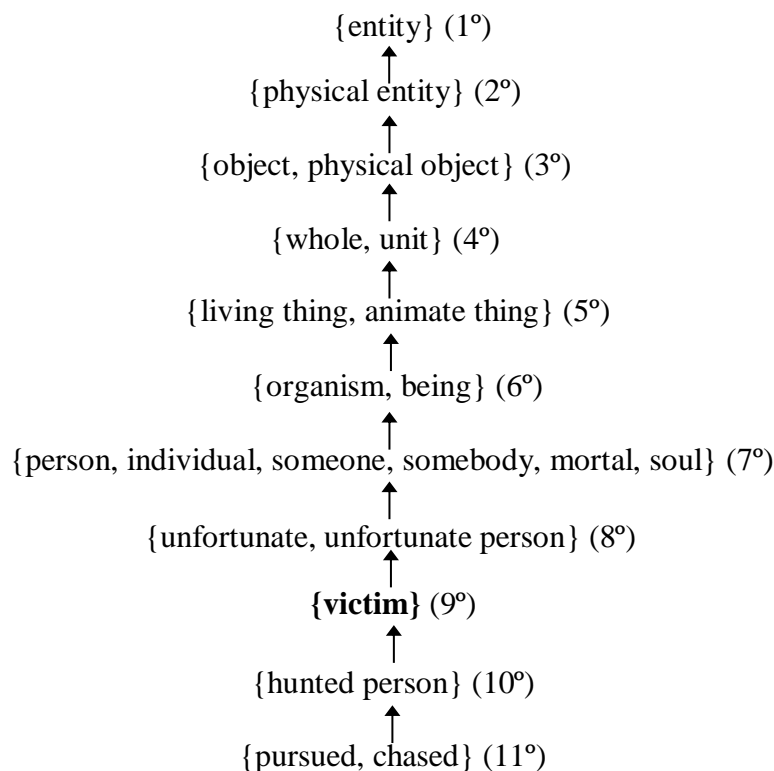 {entity} (1º)
{physical entity} (2º)
{object, physical object} (3º)
{whole, unit} (4º)
{living thing, animate thing} (5º)
{organism, being} (6º)
{person, individual, someone, somebody, mortal, soul} (7º)
{unfortunate, unfortunate person} (8º)
{victim} (9º)
{hunted person} (10º)
{pursued, chased} (11º)